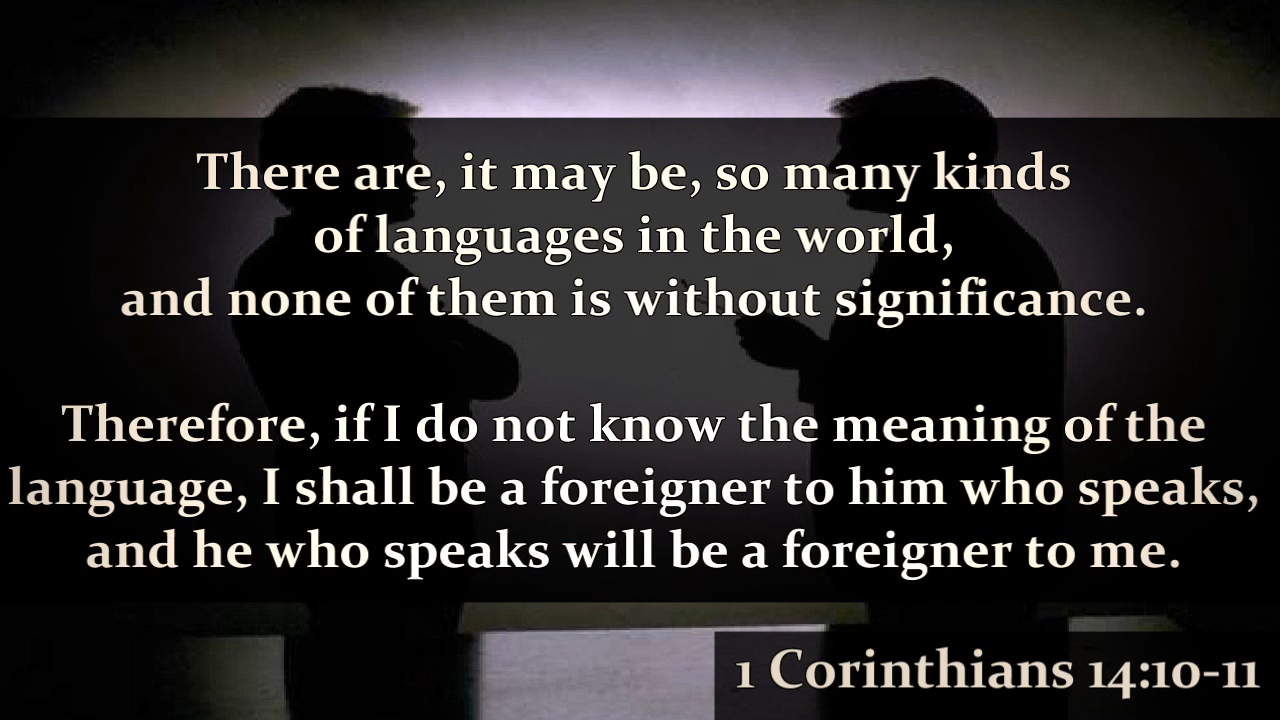 There are, it may be, so many kinds
of languages in the world,
and none of them is without significance.
Therefore, if I do not know the meaning of the
language, I shall be a foreigner to him who speaks,
and he who speaks will be a foreigner to me.
1 Corinthians 14:10-11